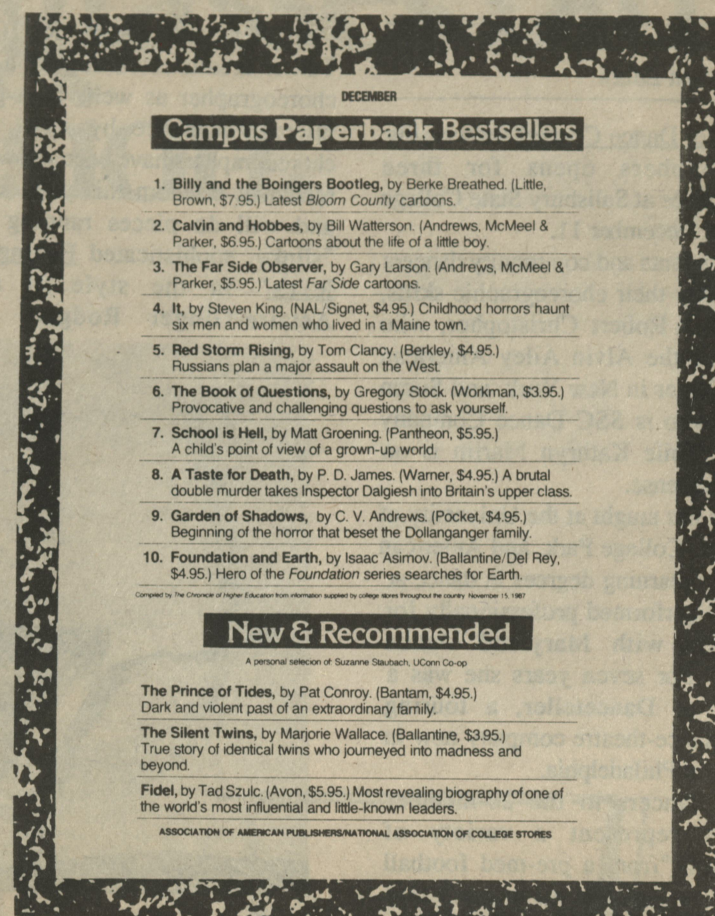 DECEMBER
Campus Paperback Bestsellers
1. Billy and the Boingers Bootleg, by Berke Breathed. (Little,
Brown, $7.95.) Latest Bloom County cartoons.
2. Calvin and Hobbes, by Bill Watterson. (Andrews, McMeel &
Parker, $6.95.) Cartoons about the life of a little boy.
3. The Far Side Observer, by Gary Larson. (Andrews, McMeel &
Parker, $5.95.) Latest Far Side cartoons.
4. It, by Steven King. (NAL/Signet, $4.95.) Childhood horrors haunt
six men and women who lived in a Maine town.
5. Red Storm Rising, by Tom Clancy. (Berkley, $4.95.)
Russians plan a major assault on the West.
6. The Book of Questions, by Gregory Stock. (Workman, $3.95.)
Provocative and challenging questions to ask yourself.
7. School is Hell, by Matt Groening. (Pantheon, $5.95.)
A child's point of view of a grown-up world.
8. A Taste for Death, by P. D. James. (Warner, $4.95.) A brutal
double murder takes Inspector Dalgiesh into Britain's upper class.
9. Garden of Shadows, by C. V. Andrews. (Pocket, $4.95.)
Beginning of the horror that beset the Dollanganger family.
10. Foundation and Earth, by Isaac Asimov. (Ballantine/Del Rey,
$4.95.) Hero of the Foundation series searches for Earth.
Compiled by The Chronicle of Higher Education from information supplied by college stores throughout the country. November 15, 1987
New & Recommended
A personal selecion of: Suzanne Staubach, UConn Co-op
The Prince of Tides, by Pat Conroy. (Bantam, $4.95.)
Dark and violent past of an extraordinary family.
The Silent Twins, by Marjorie Wallace. (Ballantine, $3.95.)
True story of identical twins who journeyed into madness and
beyond.
Fidel, by Tad Szulc. (Avon, $5.95.) Most revealing biography of one of
the world's most influential and little-known leaders.
ASSOCIATION OF AMERICAN PUBLISHERS/NATIONAL ASSOCIATION OF COLLEGE STORES